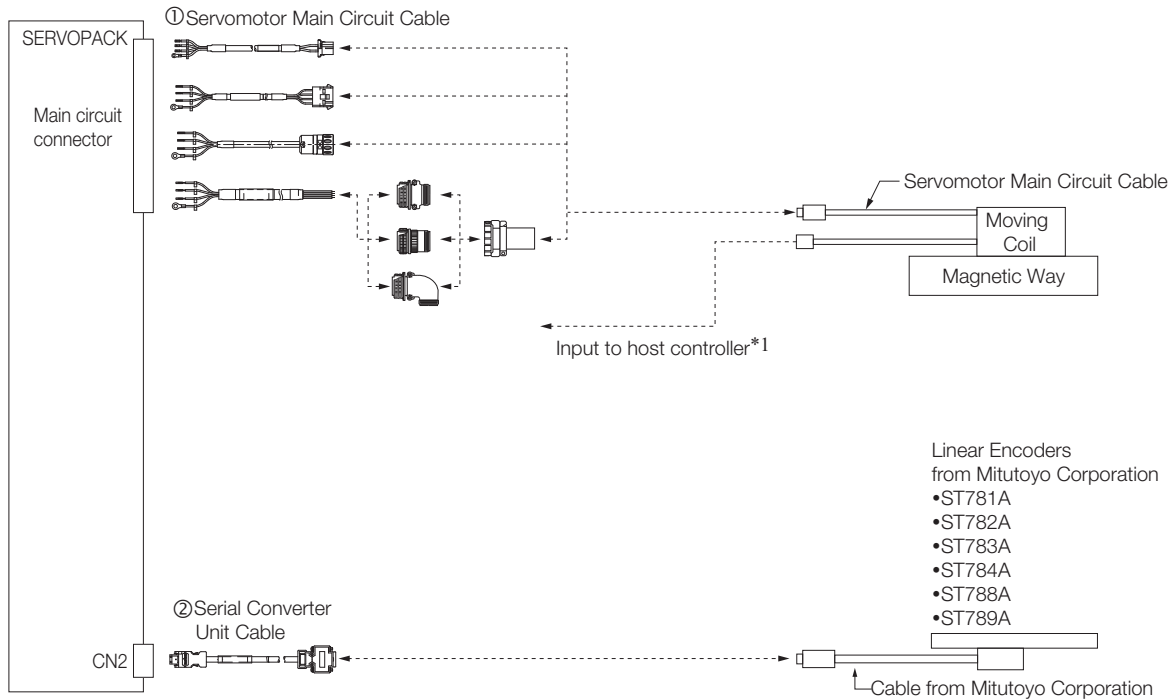 ①Servomotor Main Circuit Cable
SERVOPACK
Main circuit
connector
Servomotor Main Circuit Cable
Moving
Coil
Magnetic Way
Input to host controller*1
Linear Encoders
from Mitutoyo Corporation
•ST781A
•ST782A
•ST783A
•ST784A
•ST788A
•ST789A
②Serial Converter
Unit Cable
CN2
Cable from Mitutoyo Corporation